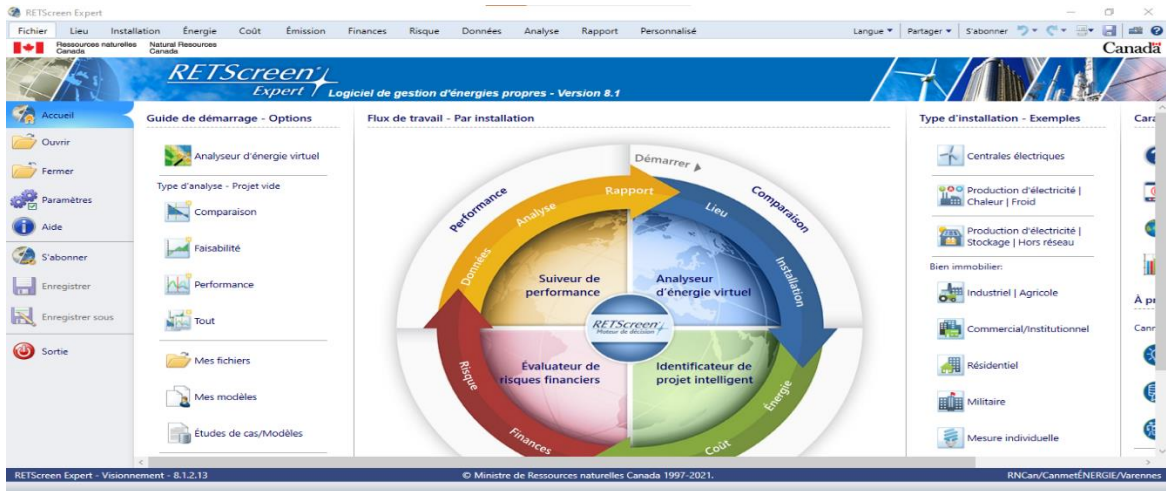 RETScreen Expert
Fichier Lieu Installation Énergie Coût Émission Finances Risque Données Analyse Rapport Personnalisé Langue Partager S'abonner
Ressources naturelles Canada
Natural Resources Canada
Canada
RETScreen
Expert
Logiciel de gestion d'énergies propres - Version 8.1
Accueil
Ouvrir
Fermer
Paramètres
Aide
S'abonner
Enregistrer
Enregistrer sous
Sortie
Guide de démarrage - Options
Analyseur d'énergie virtuel
Type d'analyse - Projet vide
Comparaison
Faisabilité
Performance
Tout
Mes fichiers
Mes modèles
Études de cas/Modèles
Flux de travail - Par installation
Démarrer
Performance
Comparaison
Données
Analyse
Rapport
Lieu
Installation
Énergie
Coût
Finances
Risque
Suiveur de
performance
Analyseur
d'énergie virtuel
RETScreen
Moteur de décision
Évaluateur de
risques financiers
Identificateur de
projet intelligent
Type d'installation - Exemples
Centrales électriques
Production d'électricité |
Chaleur | Froid
Production d'électricité |
Stockage | Hors réseau
Bien immobilier:
Industriel | Agricole
Commercial/Institutionnel
Résidentiel
Militaire
Mesure individuelle
RETScreen Expert - Visionnement - 8.1.2.13
© Ministre de Ressources naturelles Canada 1997-2021.
RNCan/CanmetÉNERGIE/Varennes